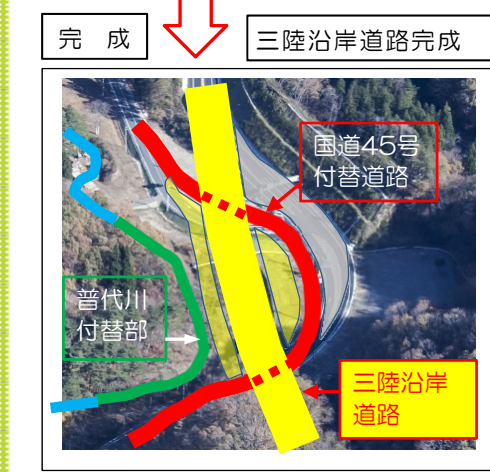 完 成
三陸沿岸道路完成
国道45号
付替道路
普代川
付替部
三陸沿岸
道路